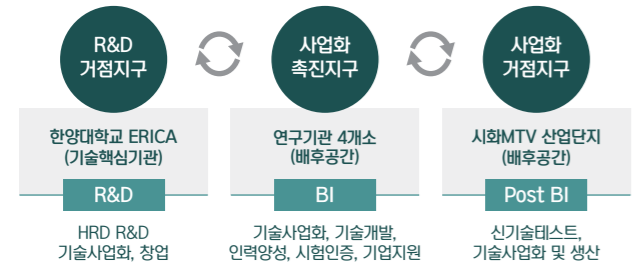 R&D
거점지구
사업화
촉진지구
사업화
거점지구
한양대학교 ERICA
(기술핵심기관)
연구기관 4개소
(배후공간)
시화MTV 산업단지
(배후공간)
R&D
BI
Post BI
HRD R&D
기술사업화, 창업
기술사업화, 기술개발,
인력양성, 시험인증, 기업지원
신기술테스트,
기술사업화 및 생산